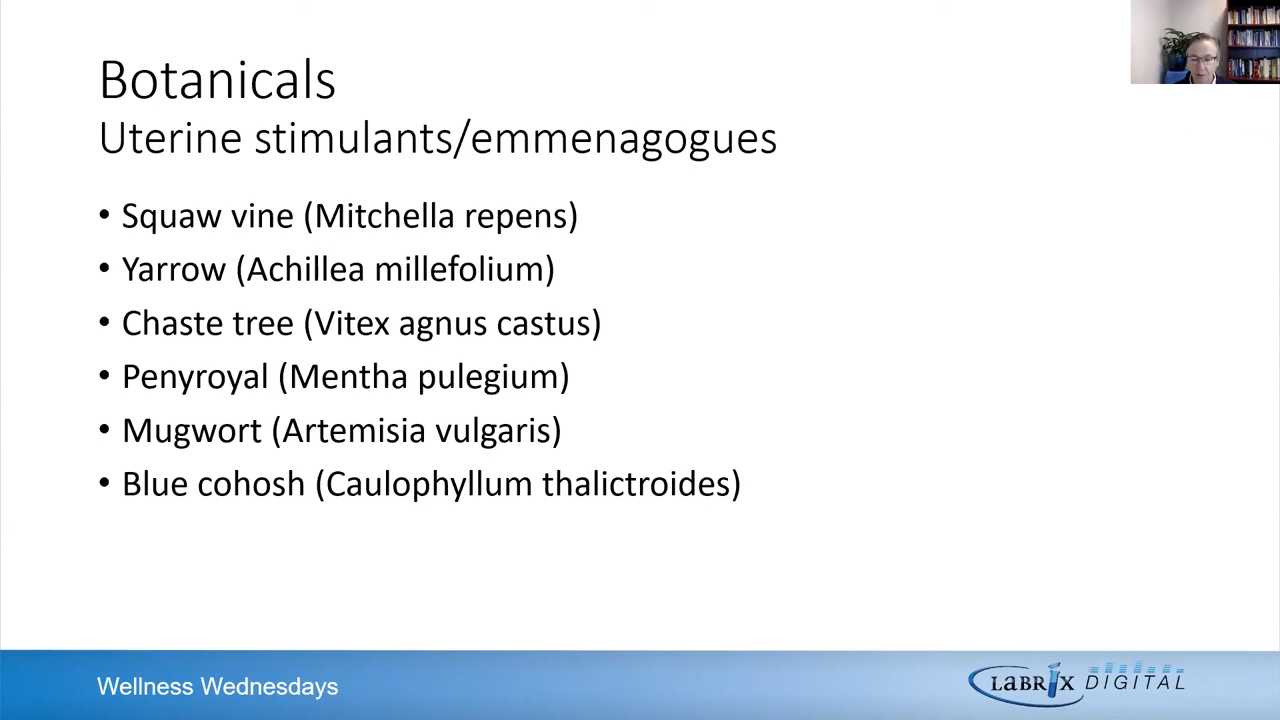 Botanicals
Uterine stimulants/emmenagogues
• Squaw vine (Mitchella repens)
• Yarrow (Achillea millefolium)
• Chaste tree (Vitex agnus castus)
• Penyroyal (Mentha pulegium)
• Mugwort (Artemisia vulgaris)
• Blue cohosh (Caulophyllum thalictroides)
Wellness Wednesdays
LABRIX DIGITAL